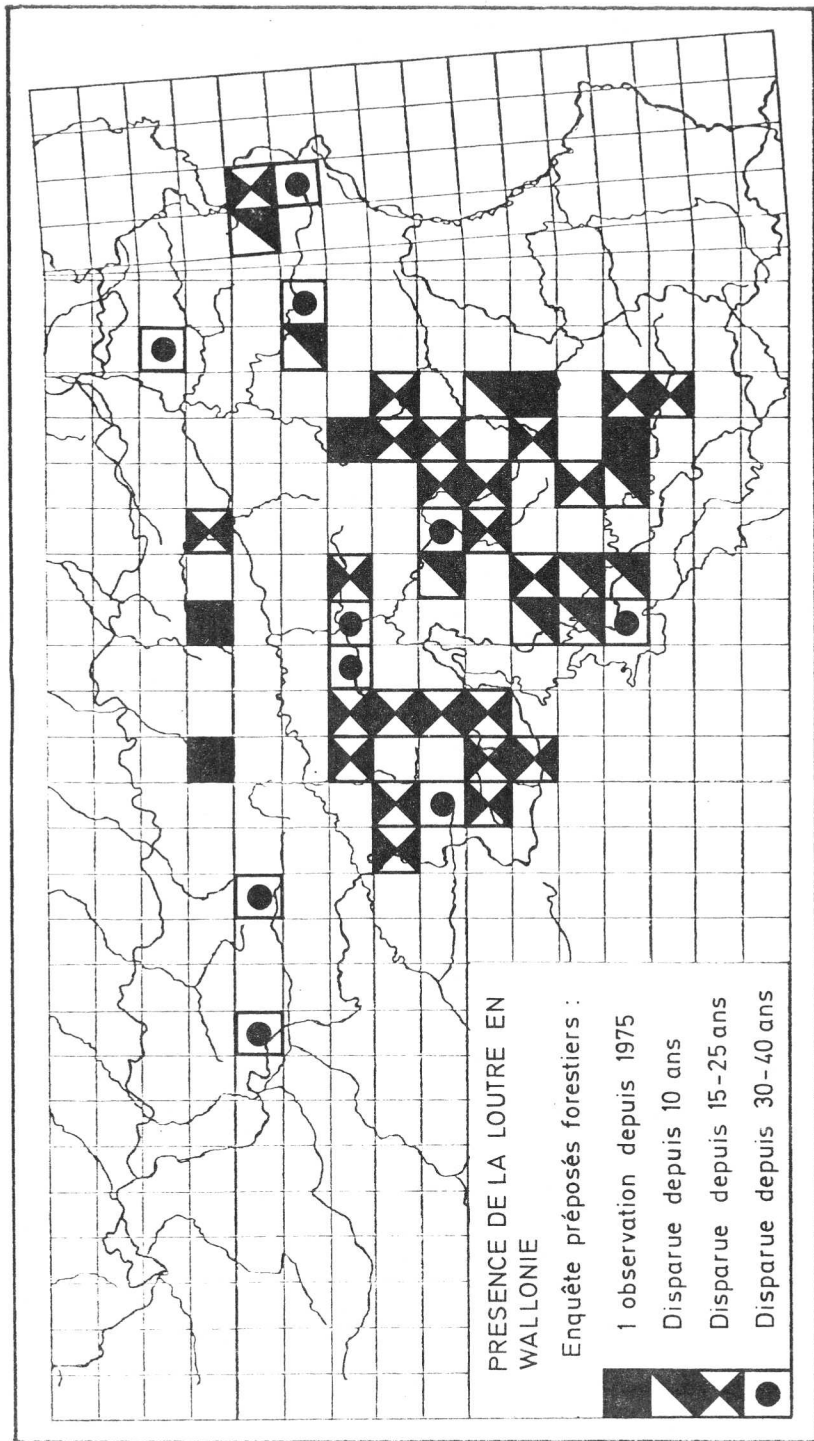 PRESENCE DE LA LOUTRE EN
WALLONIE
Enquête préposés forestiers :
1 observation depuis 1975
Disparue depuis 10 ans
Disparue depuis 15-25 ans
Disparue depuis 30-40 ans